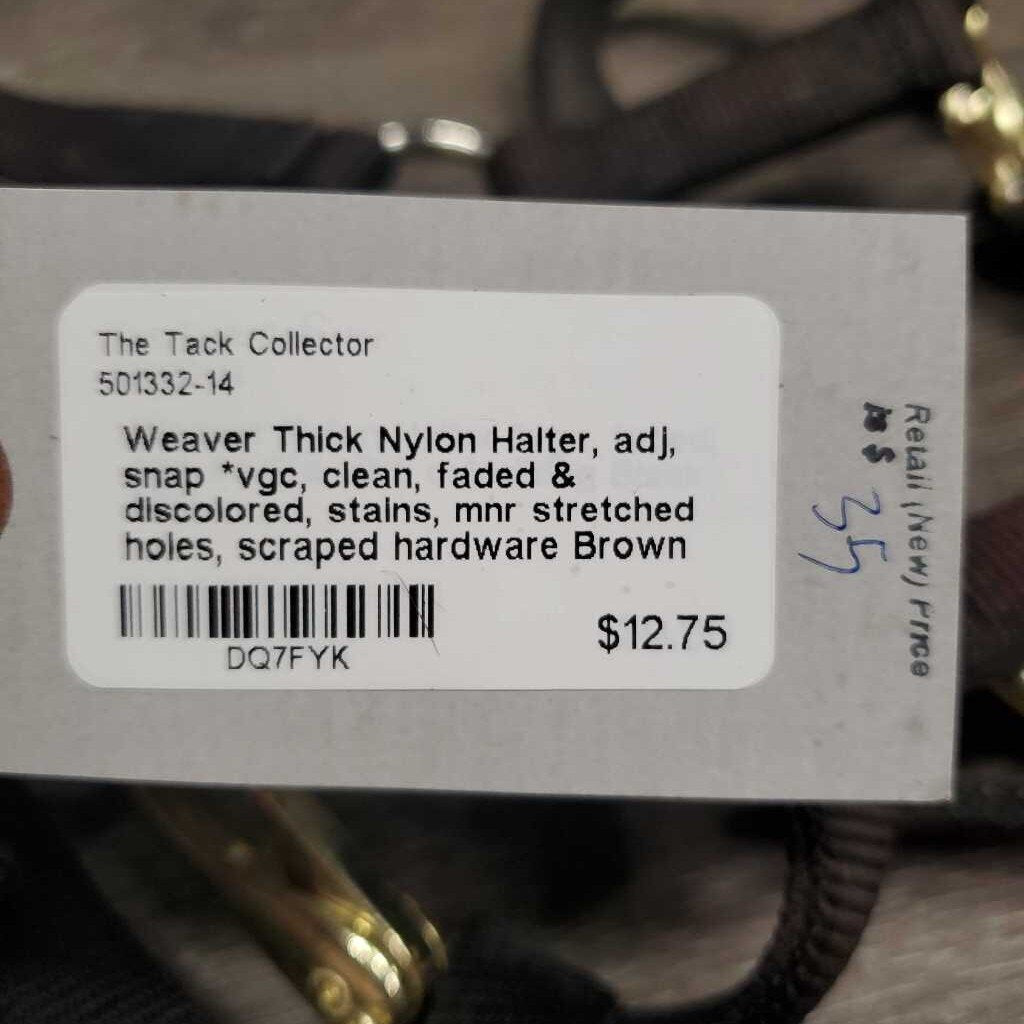 The Tack Collector
501332-14
Weaver Thick Nylon Halter, adj,
snap *vgc, clean, faded &
discolored, stains, mnr stretched
holes, scraped hardware Brown
DQ7FYK
$12.75
Retail (New) Price
is $ 35